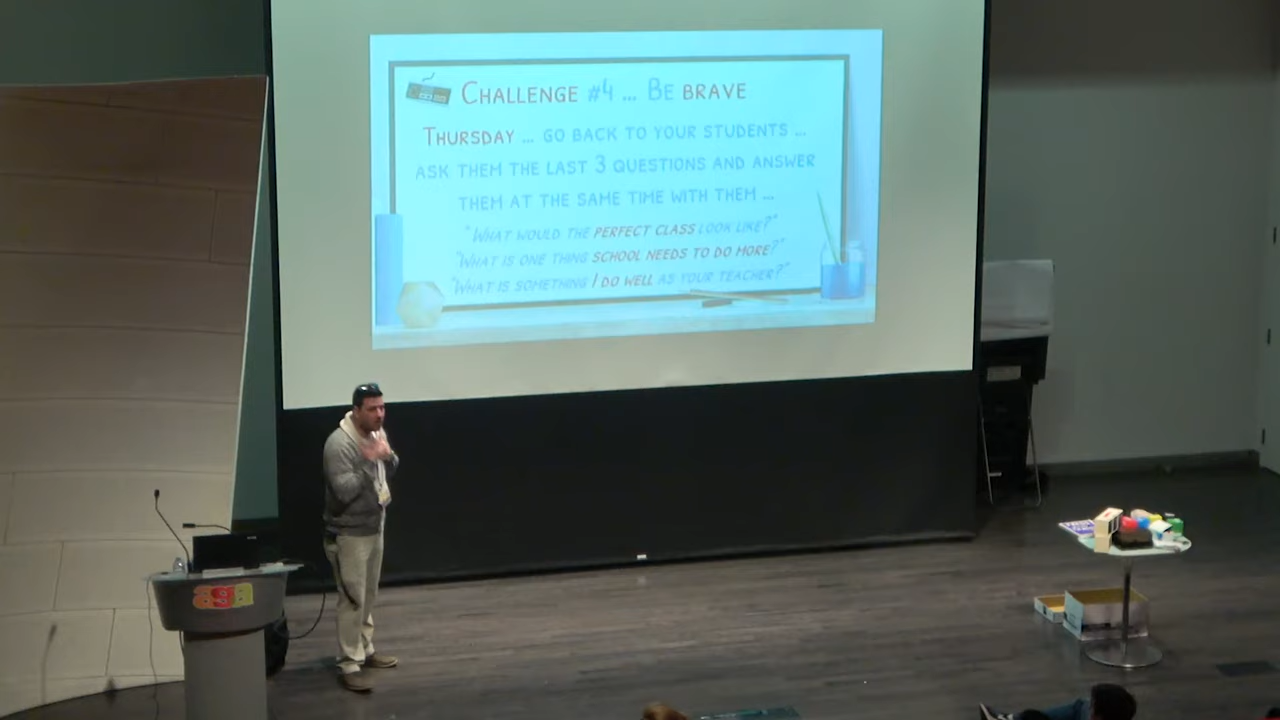 CHALLENGE #4 ... BE BRAVE
THURSDAY ... GO BACK TO YOUR STUDENTS ...
ASK THEM THE LAST 3 QUESTIONS AND ANSWER
THEM AT THE SAME TIME WITH THEM ...
"WHAT WOULD THE PERFECT CLASS LOOK LIKE?"
"WHAT IS ONE THING SCHOOL NEEDS TO DO MORE?"
"WHAT IS SOMETHING I DO WELL AS YOUR TEACHER?"